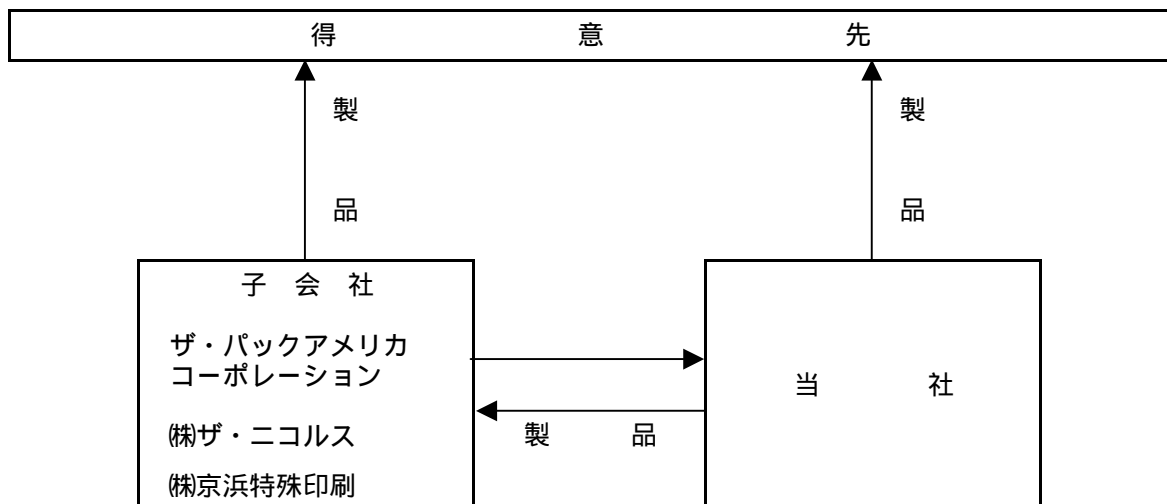 得意先
製品
製品
子会社
ザ・パックアメリカ
コーポレーション
㈱ザ・ニコルス
㈱京浜特殊印刷
製品
当社